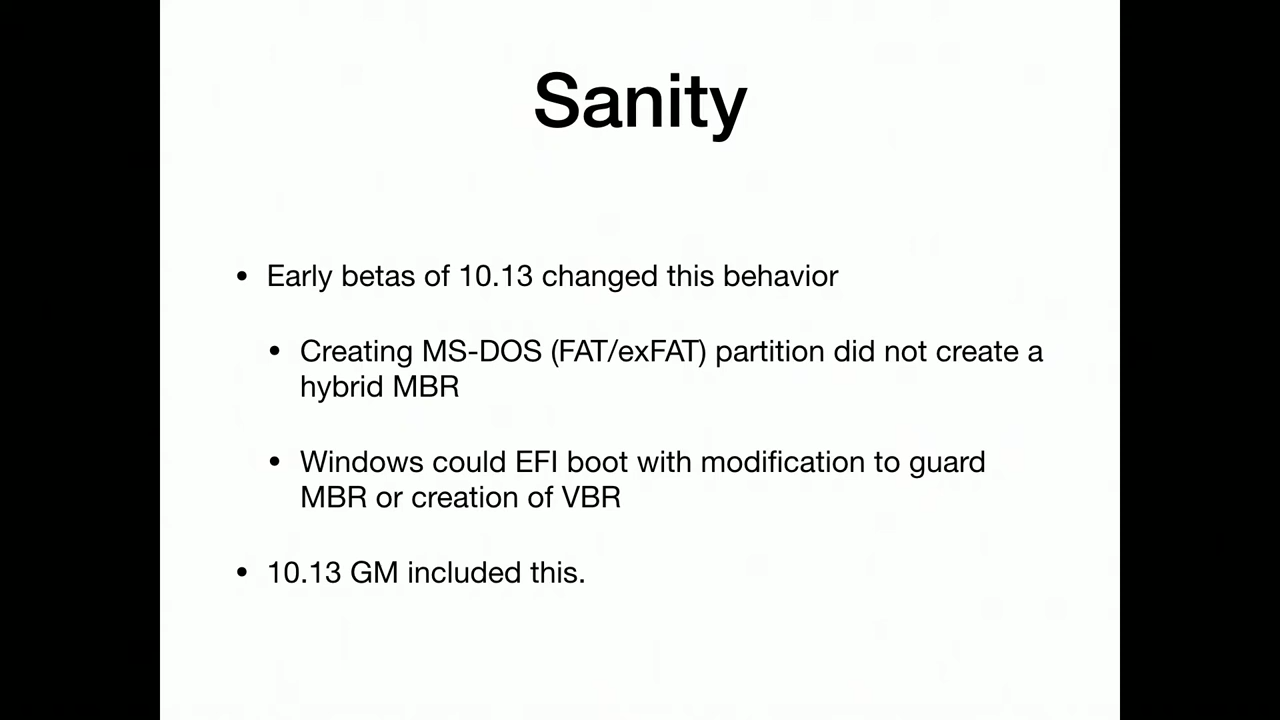 Sanity
• Early betas of 10.13 changed this behavior
• Creating MS-DOS (FAT/exFAT) partition did not create a
hybrid MBR
• Windows could EFI boot with modification to guard
MBR or creation of VBR
• 10.13 GM included this.